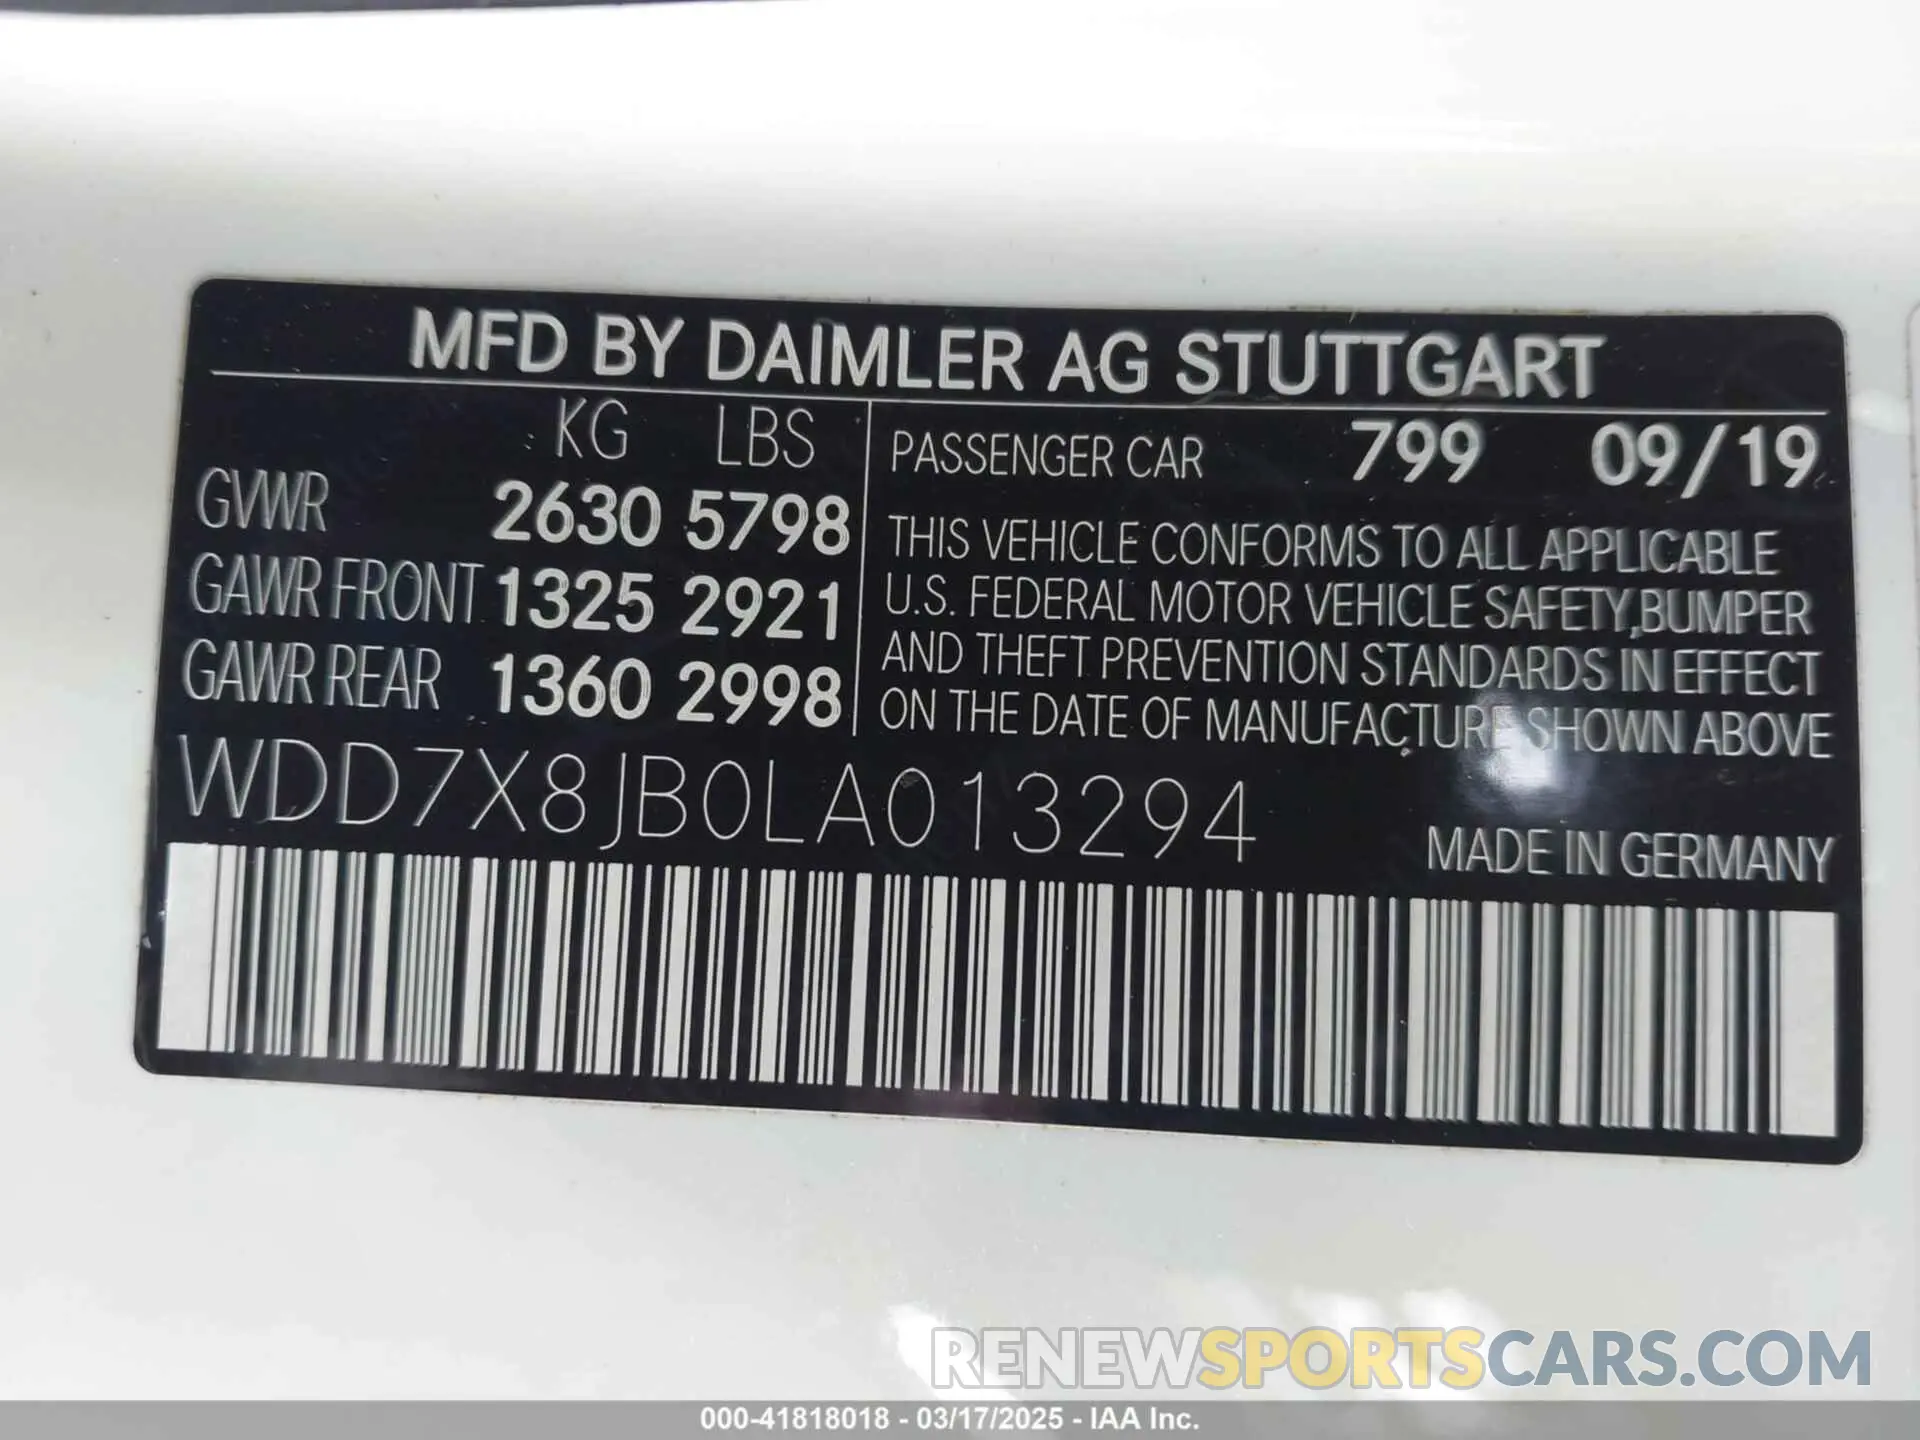 MFD BY DAIMLER AG STUTTGART
KG LBS
GVWR 2630 5798
GAWR FRONT 1325 2921
GAWR REAR 1360 2998
PASSENGER CAR 799 09/19
THIS VEHICLE CONFORMS TO ALL APPLICABLE
U.S. FEDERAL MOTOR VEHICLE SAFETY,BUMPER
AND THEFT PREVENTION STANDARDS IN EFFECT
ON THE DATE OF MANUFACTURE SHOWN ABOVE
WDD7X8JB0LA013294
MADE IN GERMANY
RENEWSPORTSCARS.COM
000-41818018 - 03/17/2025 - IAA Inc.